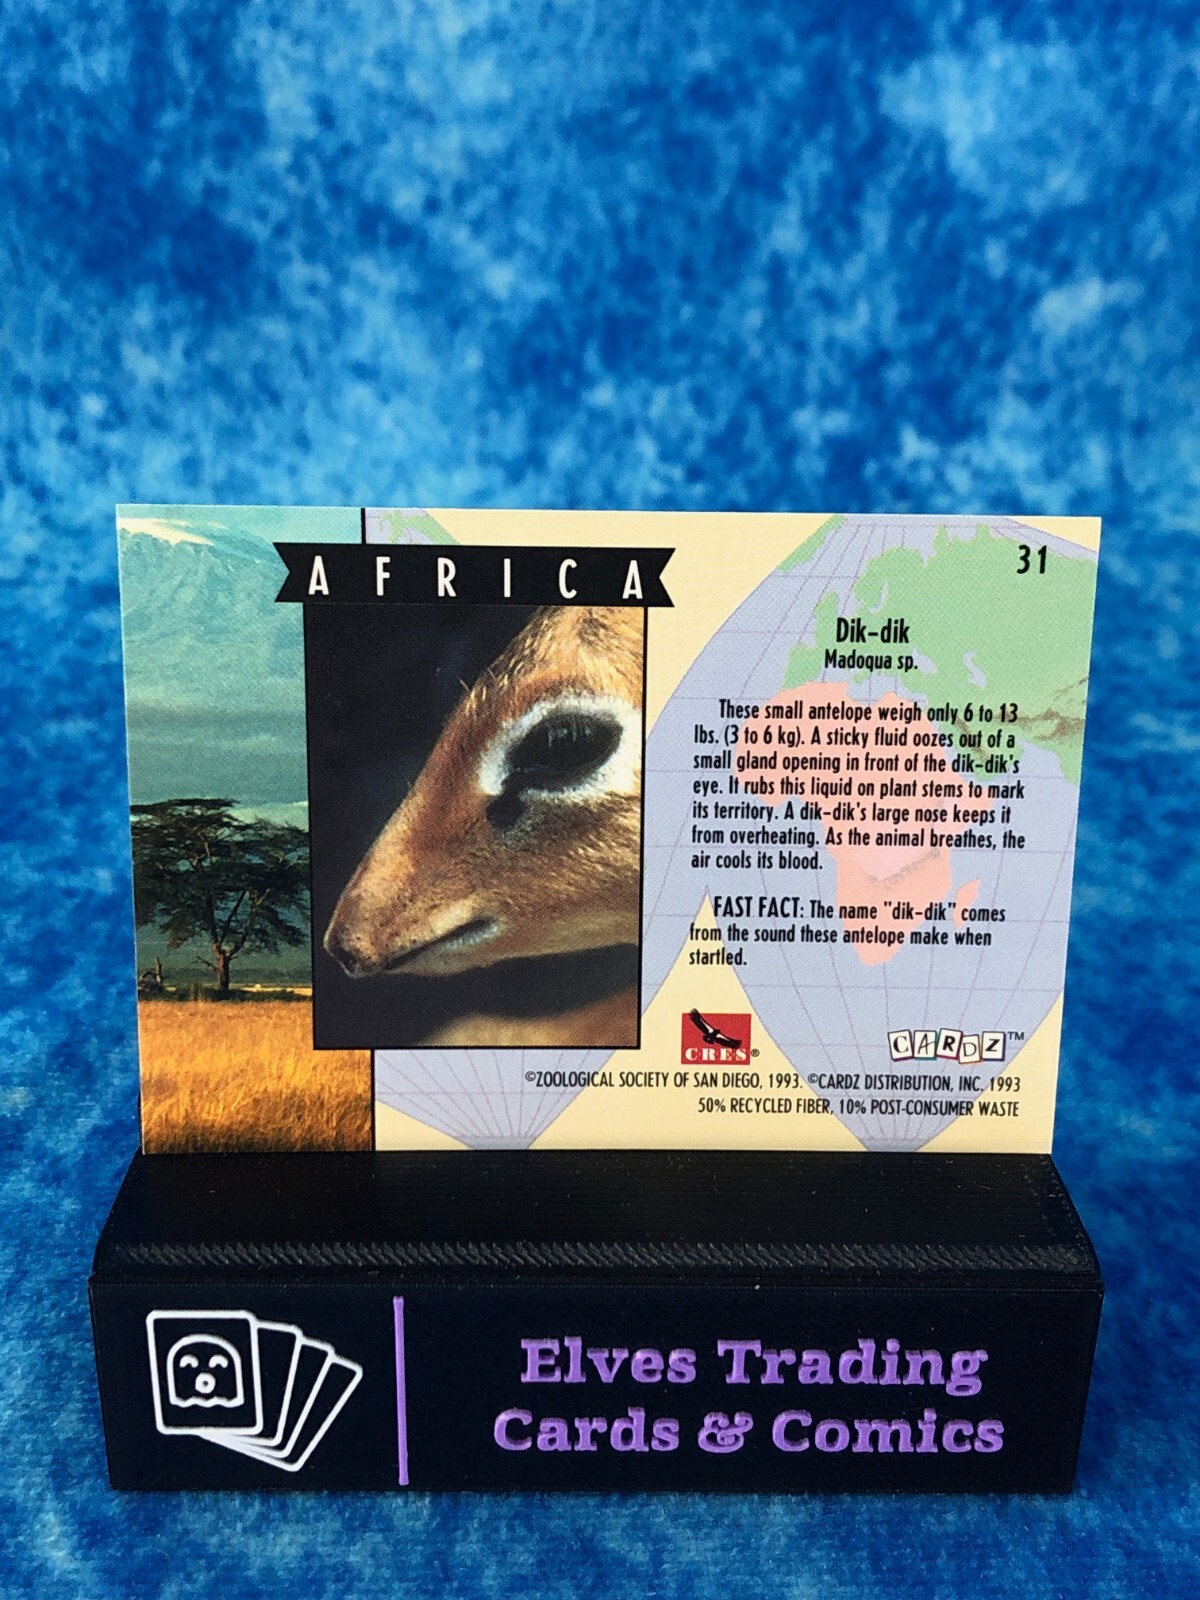 AFRICA
31
Dik-dik
Madoqua sp.
These small antelope weigh only 6 to 13
lbs. (3 to 6 kg). A sticky fluid oozes out of a
small gland opening in front of the dik-dik's
eye. It rubs this liquid on plant stems to mark
its territory. A dik-dik's large nose keeps it
from overheating. As the animal breathes, the
air cools its blood.
FAST FACT: The name "dik-dik" comes
from the sound these antelope make when
startled.
CRES®
CARDZ™
©ZOOLOGICAL SOCIETY OF SAN DIEGO, 1993. ©CARDZ DISTRIBUTION, INC. 1993
50% RECYCLED FIBER, 10% POST-CONSUMER WASTE
Elves Trading
Cards & Comics